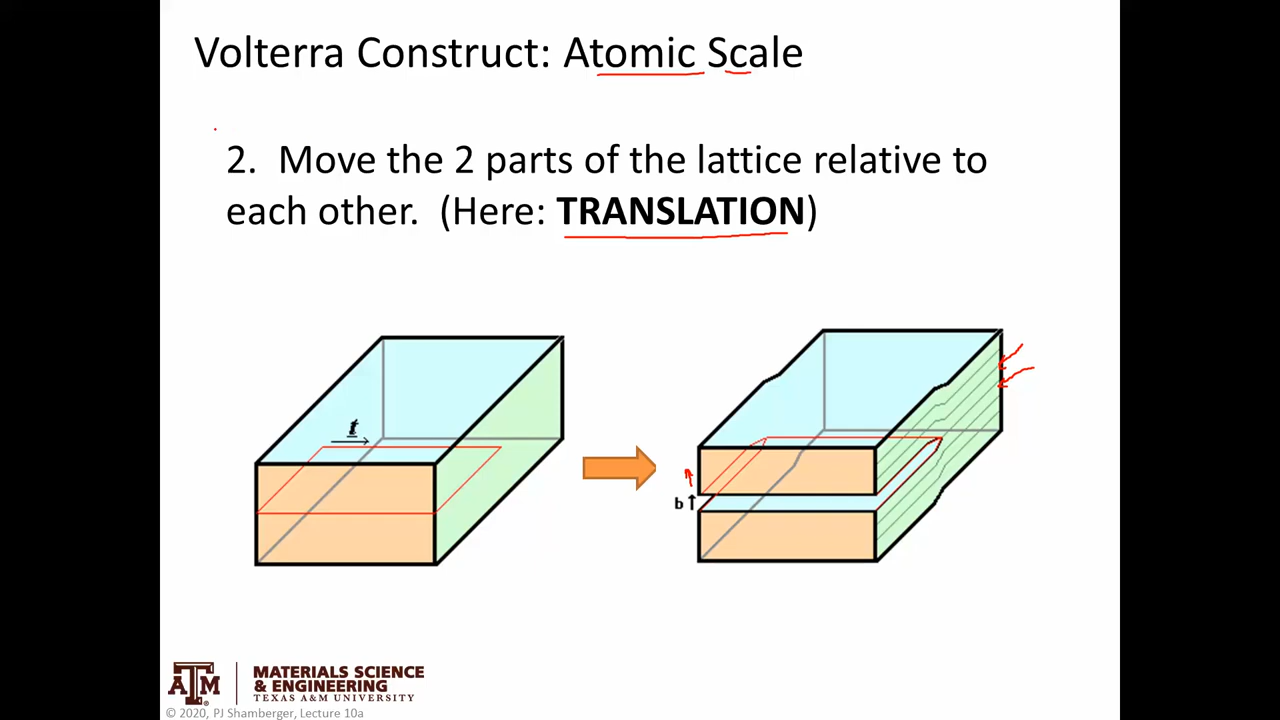 Volterra Construct: Atomic Scale
2. Move the 2 parts of the lattice relative to
each other. (Here: TRANSLATION)
t
b
ATM
MATERIALS SCIENCE
& ENGINEERING
TEXAS A&M UNIVERSITY
© 2020, PJ Shamberger, Lecture 10a